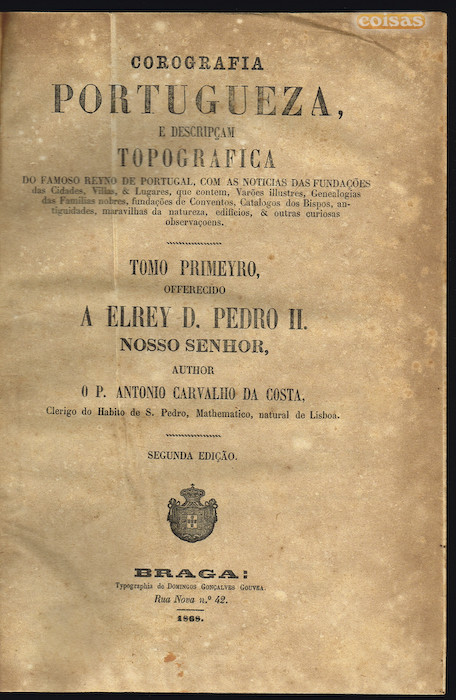 coisas
COROGRAFIA
PORTUGUEZA,
E DESCRIPÇAM
TOPOGRAFICA
DO FAMOSO REYNO DE PORTUGAL, COM AS NOTICIAS DAS FUNDAÇÕES
das Cidades, Villas, & Lugares, que contem, Varões illustres, Genealogias
das Familias nobres, fundações de Conventos, Catalogos dos Bispos, an-
tiguidades, maravilhas da natureza, edificios, & outras curiosas
observaçoens.
TOMO PRIMEYRO,
OFFERECIDO
A ELREY D. PEDRO II.
NOSSO SENHOR,
AUTHOR
O P. ANTONIO CARVALHO DA COSTA,
Clerigo do Habito de S. Pedro, Mathematico, natural de Lisboa.
SEGUNDA EDIÇÃO.
BRAGA:
Typographia de DOMINGOS GONÇALVES GOUVEA
Rua Nova n.º 42.
1868.